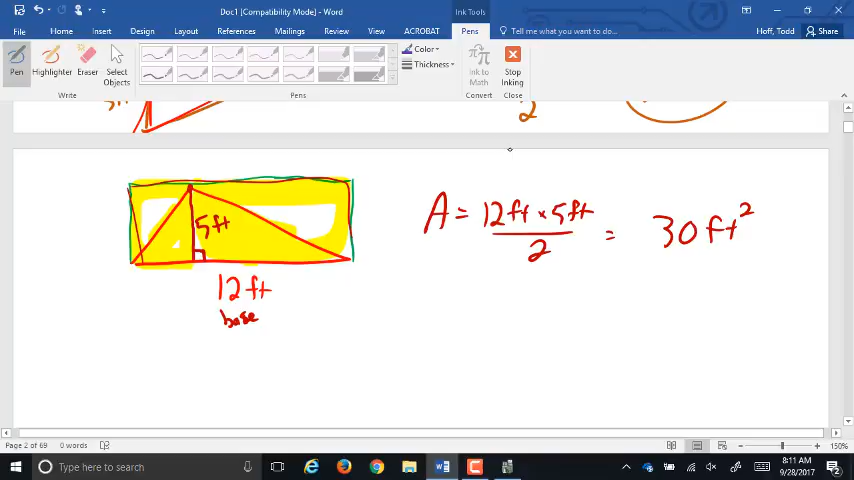 Doc1 [Compatibility Mode] - Word
Ink Tools
File Home Insert Design Layout References Mailings Review View ACROBAT Pens Tell me what you want to do... Hoff, Todd Share
Pen Highlighter Eraser Select Objects
Color
Thickness
Ink to Math
Stop Inking
Write Pens Convert Close
2
5ft
12ft
base
A = 12ft × 5ft / 2 = 30ft²
Page 2 of 69 0 words 150%
Type here to search
8:11 AM
9/28/2017
2